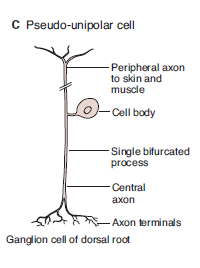 C Pseudo-unipolar cell
Peripheral axon
to skin and
muscle
Cell body
Single bifurcated
process
Central
axon
Axon terminals
Ganglion cell of dorsal root